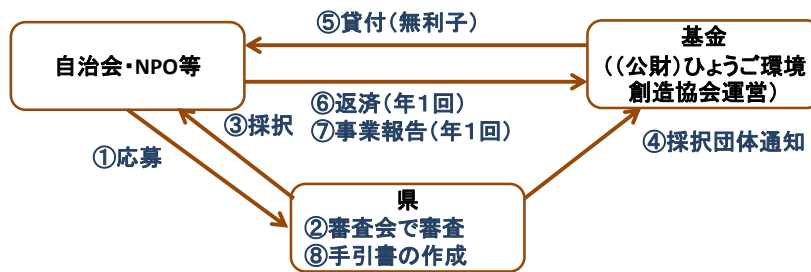 ⑤貸付(無利子)
自治会・NPO等
基金
((公財)ひょうご環境
創造協会運営)
⑥返済(年1回)
⑦事業報告(年1回)
③採択
①応募
④採択団体通知
県
②審査会で審査
⑧手引書の作成